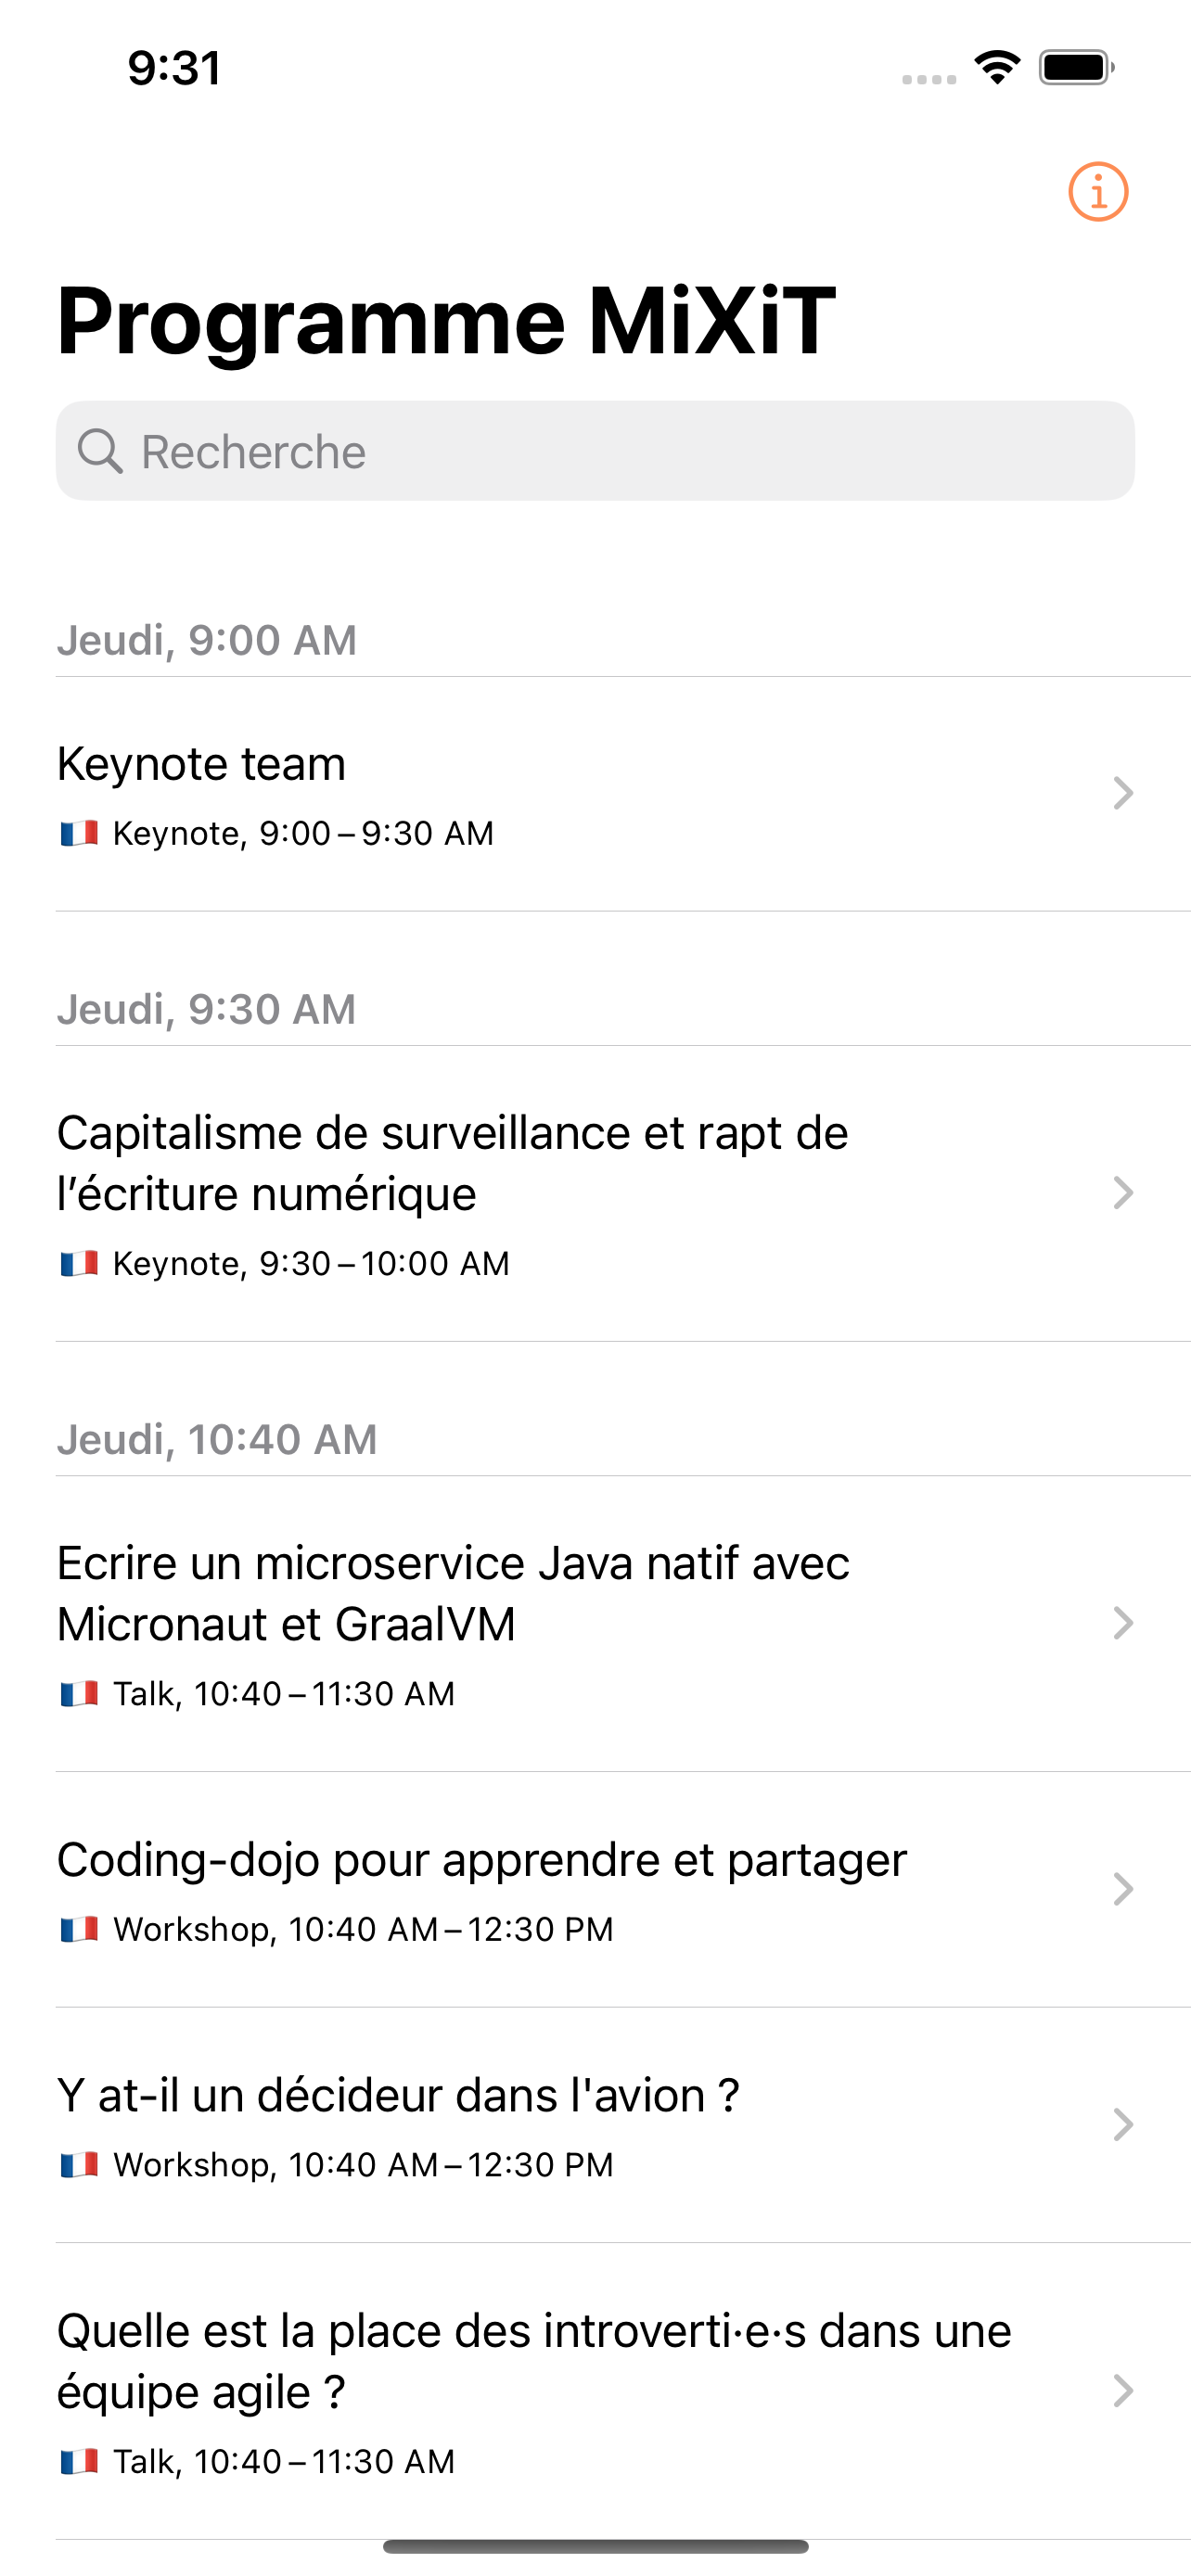 9:31
Programme MiXiT
Recherche
Jeudi, 9:00 AM
Keynote team
🇫🇷 Keynote, 9:00 – 9:30 AM
Jeudi, 9:30 AM
Capitalisme de surveillance et rapt de
l’écriture numérique
🇫🇷 Keynote, 9:30 – 10:00 AM
Jeudi, 10:40 AM
Ecrire un microservice Java natif avec
Micronaut et GraalVM
🇫🇷 Talk, 10:40 – 11:30 AM
Coding-dojo pour apprendre et partager
🇫🇷 Workshop, 10:40 AM – 12:30 PM
Y at-il un décideur dans l'avion ?
🇫🇷 Workshop, 10:40 AM – 12:30 PM
Quelle est la place des introverti·e·s dans une
équipe agile ?
🇫🇷 Talk, 10:40 – 11:30 AM